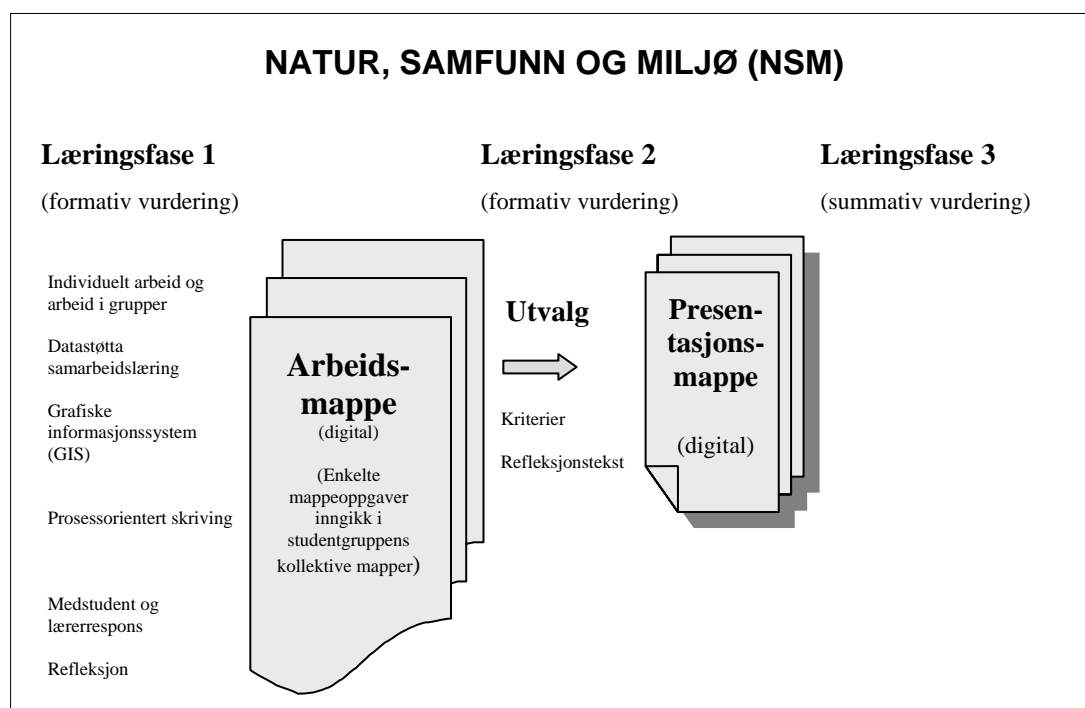 NATUR, SAMFUNN OG MILJØ (NSM)
Læringsfase 1
(formativ vurdering)
Læringsfase 2
(formativ vurdering)
Læringsfase 3
(summativ vurdering)
Individuelt arbeid og
arbeid i grupper
Datastøtta
samarbeidslæring
Grafiske
informasjonssystem
(GIS)
Prosessorientert skriving
Medstudent og
lærerrespons
Refleksjon
Arbeids-
mappe
(digital)
(Enkelte
mappeoppgaver
inngikk i
studentgruppens
kollektive mapper)
Utvalg
Kriterier
Refleksjonstekst
Presen-
tasjons-
mappe
(digital)